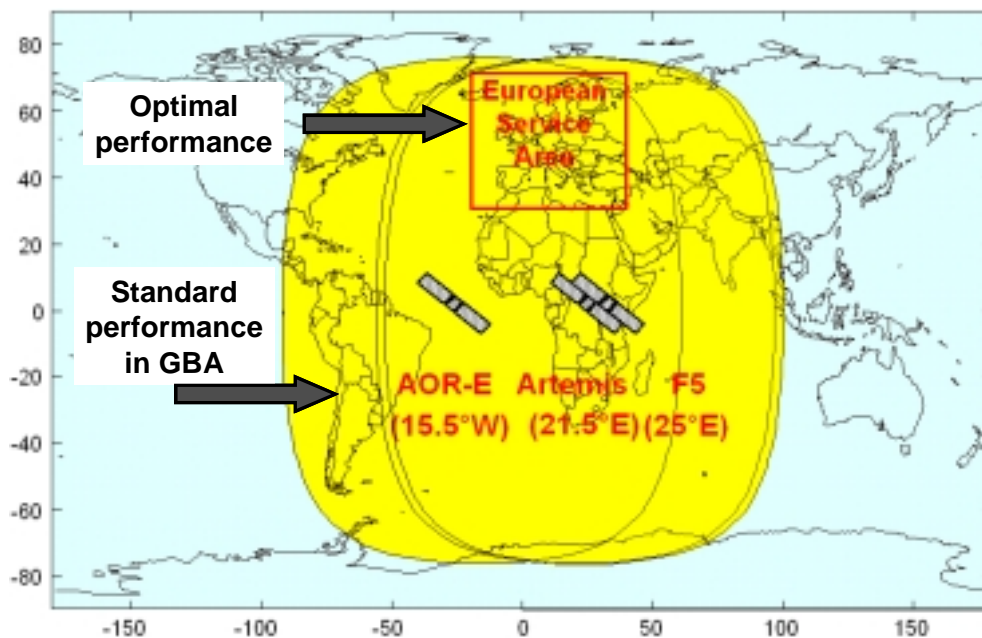 80
60
40
20
0
-20
-40
-60
-80
Optimal
performance
European
Service
Area
Standard
performance
in GBA
AOR-E
(15.5°W)
Artemis
(21.5°E)
F5
(25°E)
-150
-100
-50
0
50
100
150